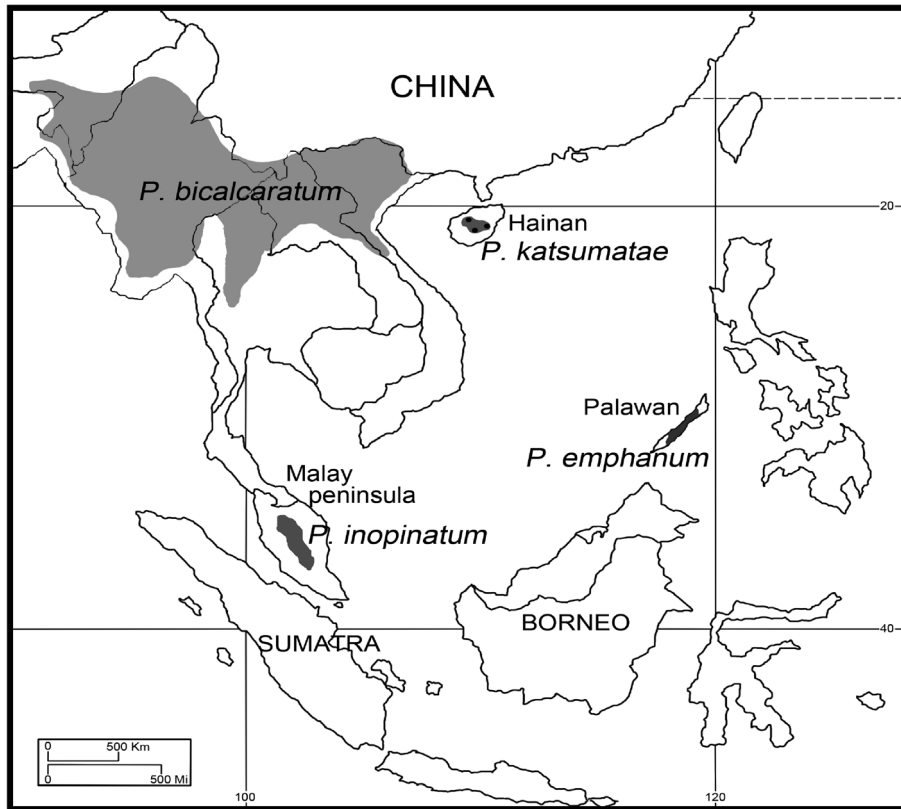 CHINA
P. bicalcaratum
20
Hainan
P. katsumatae
Palawan
P. emphanum
Malay
peninsula
P. inopinatum
BORNEO
40
SUMATRA
0 500 Km
0 500 Mi
100
120